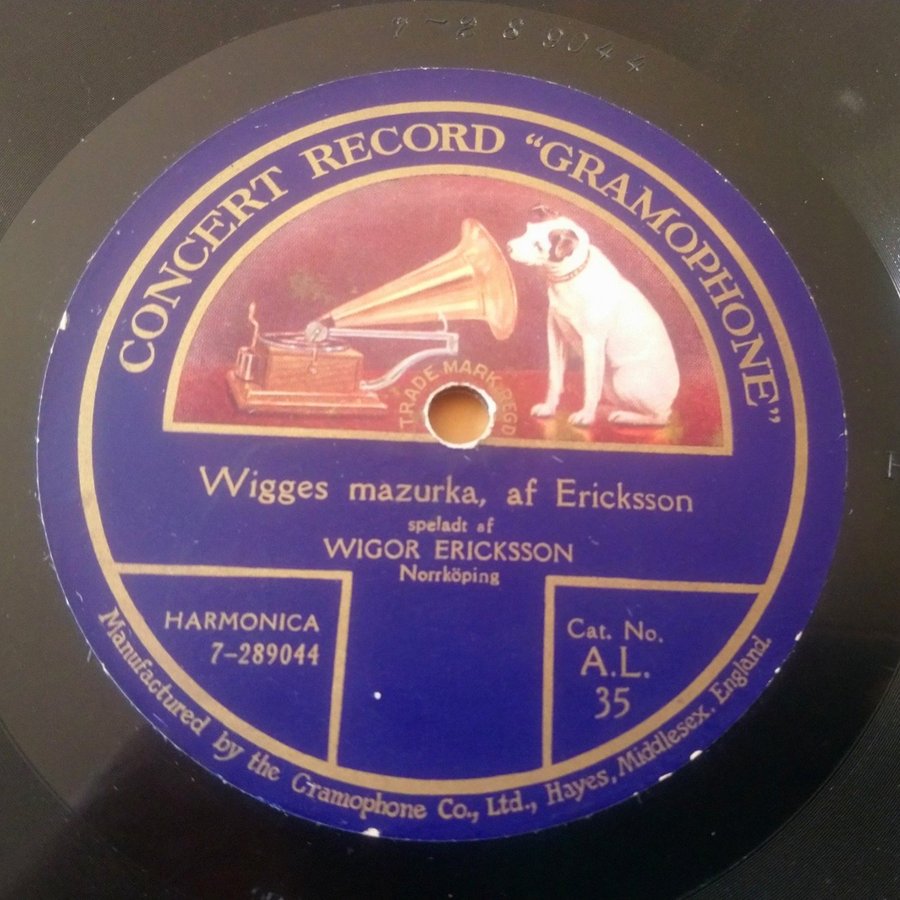 7-289044
CONCERT RECORD "GRAMOPHONE"
TRADE MARK REGD
Wigges mazurka, af Ericksson
speladt af
WIGOR ERICKSSON
Norrköping
HARMONICA
7-289044
Cat. No.
A.L.
35
Manufactured by the Gramophone Co., Ltd., Hayes, Middlesex, England.